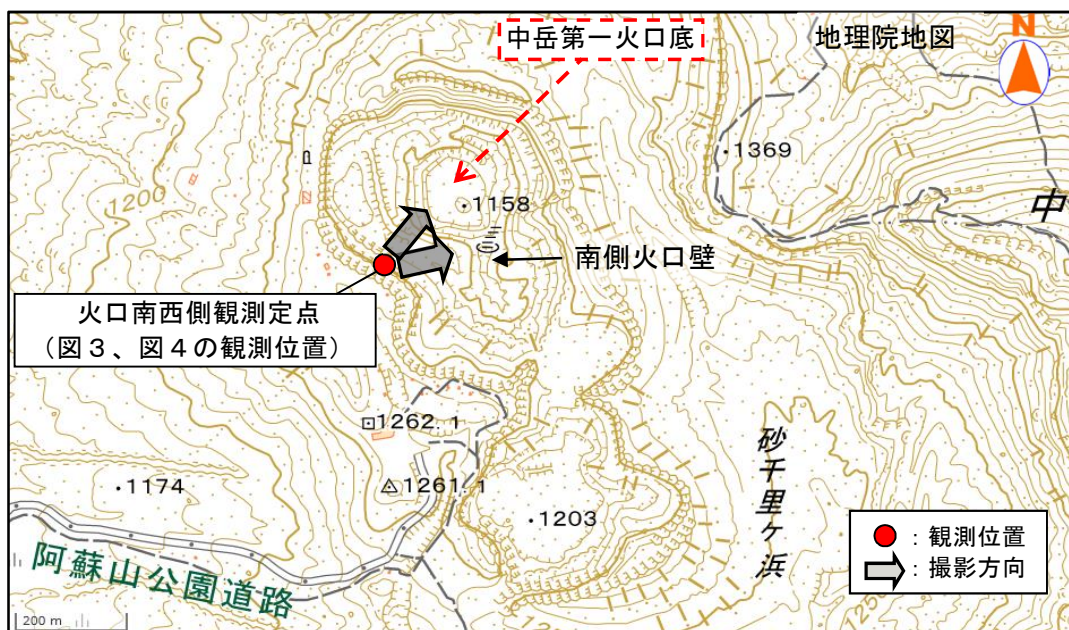 中岳第一火口底
地理院地図
N
1369
1200
1158
中
南側火口壁
火口南西側観測定点
（図３、図４の観測位置）
1262.1
砂千里ヶ浜
1174
1261.1
1203
：観測位置
：撮影方向
阿蘇山公園道路
200 m